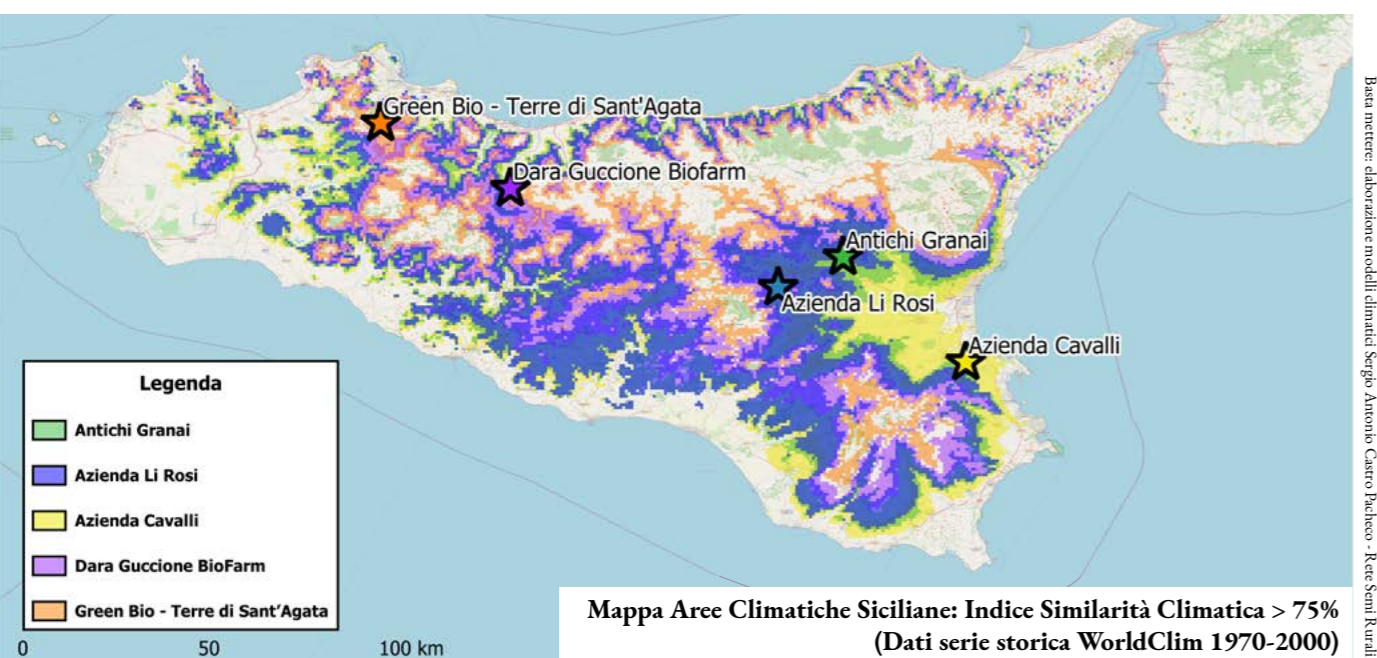 Green Bio - Terre di Sant'Agata
Dara Guccione Biofarm
Antichi Granai
Azienda Li Rosi
Azienda Cavalli
Legenda
Antichi Granai
Azienda Li Rosi
Azienda Cavalli
Dara Guccione BioFarm
Green Bio - Terre di Sant'Agata
0 50 100 km
Mappa Aree Climatiche Siciliane: Indice Similarità Climatica > 75%
(Dati serie storica WorldClim 1970-2000)
Basta mettere: elaborazione modelli climatici Sergio Antonio Castro Pacheco - Rete Semi Rurali